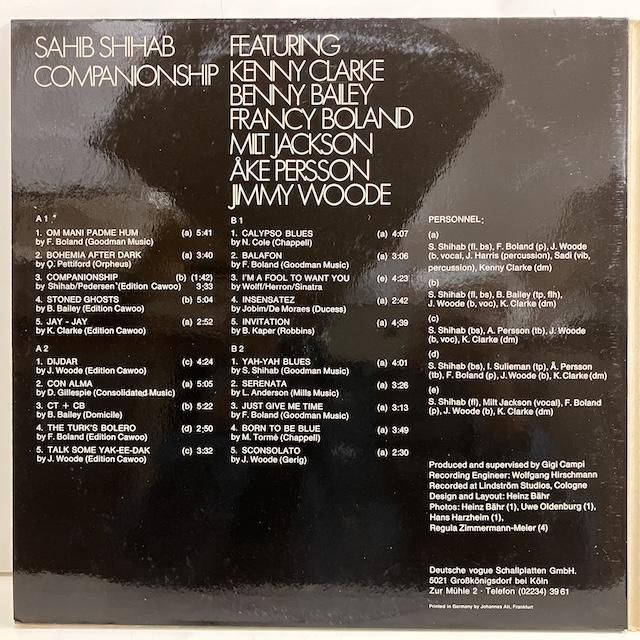 SAHIB SHIHAB
COMPANIONSHIP
FEATURING
KENNY CLARKE
BENNY BAILEY
FRANCY BOLAND
MILT JACKSON
ÅKE PERSSON
JIMMY WOODE
A 1
1. OM MANI PADME HUM (a) 5:41
by F. Boland (Goodman Music)
2. BOHEMIA AFTER DARK (a) 3:40
by O. Pettiford (Orpheus)
3. COMPANIONSHIP (b) (1:42)
by Shihab/Pedersen (Edition Cawoo) 3;33
4. STONED GHOSTS (b) 5:04
by B. Bailey (Edition Cawoo)
5. JAY - JAY (a) 2:52
by K. Clarke (Edition Cawoo)
A 2
1. DIJDAR (c) 4:24
by J. Woode (Edition Cawoo)
2. CON ALMA (a) 5:05
by D. Gillespie (Consolidated Music)
3. CT + CB (b) 5:22
by B. Bailey (Domicile)
4. THE TURK'S BOLERO (d) 2;50
by F. Boland (Edition Cawoo)
5. TALK SOME YAK-EE-DAK (c) 3:32
by J. Woode (Edition Cawoo)
B 1
1. CALYPSO BLUES (a) 4:07
by N. Cole (Chappell)
2. BALAFON (a) 3:06
by F. Boland (Goodman Music)
3. I'M A FOOL TO WANT YOU (e) 4:23
by Wolff/Herron/Sinatra
4. INSENSATEZ (a) 2:42
by Jobim/De Moraes (Ducess)
5. INVITATION (a) 4;39
by B. Kaper (Robbins)
B 2
1. YAH-YAH BLUES (a) 4:01
by S. Shihab (Goodman Music)
2. SERENATA (a) 3:26
by L. Anderson (Mills Music)
3. JUST GIVE ME TIME (a) 3:13
by F. Boland (Goodman Music)
4. BORN TO BE BLUE (a) 3:49
by M. Tormé (Chappell)
5. SCONSOLATO (a) 2:30
by J. Woode (Gerig)
PERSONNEL:
(a)
S. Shihab (fl. bs), F. Boland (p), J. Woode
(b, vocal, J. Harris (percussion), Sadi (vib,
percussion), Kenny Clarke (dm)
(b)
S. Shihab (fl, bs), B. Bailey (tp, flh),
J. Woode (b, voc), K. Clarke (dm)
(c)
S. Shihab (bs), A. Persson (tb), J. Woode
(b, voc), K. Clarke (dm)
(d)
S. Shihab (bs), I. Sulieman (tp), Å. Persson
(tb), F. Boland (p), J. Woode (b), K. Clarke (dm)
(e)
S. Shihab (fl), Milt Jackson (vocal), F. Boland
(p), J. Woode (b), K. Clarke (dm)
Produced and supervised by Gigi Campi
Recording Engineer: Wolfgang Hirschmann
Recorded at Lindström Studios, Cologne
Design and Layout: Heinz Bähr
Photos: Heinz Bähr (1), Uwe Oldenburg (1),
Hans Harzheim (1),
Regula Zimmermann-Meier (4)
Deutsche vogue Schallplatten GmbH.
5021 Großkönigsdorf bei Köln
Zur Mühle 2 · Telefon (02234) 39 61
Printed in Germany by Johannes Alt, Frankfurt